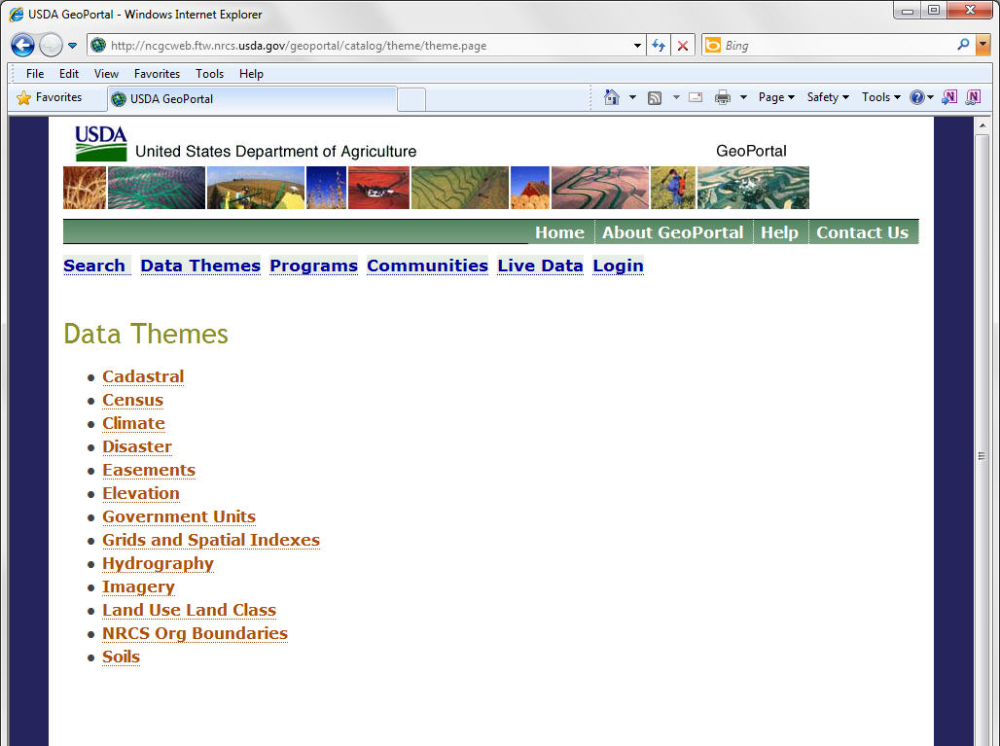 USDA GeoPortal - Windows Internet Explorer
http://ncgcweb.ftw.nrcs.usda.gov/geoportal/catalog/theme/theme.page
Bing
File Edit View Favorites Tools Help
Favorites
USDA GeoPortal
Page Safety Tools
USDA
United States Department of Agriculture
GeoPortal
Home About GeoPortal Help Contact Us
Search Data Themes Programs Communities Live Data Login
Data Themes
Cadastral
Census
Climate
Disaster
Easements
Elevation
Government Units
Grids and Spatial Indexes
Hydrography
Imagery
Land Use Land Class
NRCS Org Boundaries
Soils